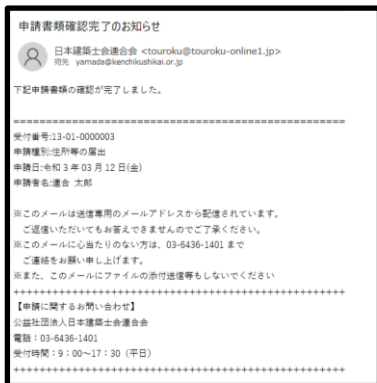 申請書類確認完了のお知らせ
日本建築士会連合会 <touroku@touroku-online1.jp>
宛先 yamada@kenchikushikai.or.jp
下記申請書類の確認が完了しました。
==================================================
受付番号:13-01-0000003
申請種別:住所等の届出
申請日:令和 3 年 03 月 12 日(金)
申請者名:連合 太郎
※このメールは送信専用のメールアドレスから配信されています。
ご返信いただいてもお答えできませんのでご了承ください。
※このメールに心当たりのない方は、03-6436-1401 まで
ご連絡をお願い申し上げます。
※また、このメールにファイルの添付送信等もしないでください
++++++++++++++++++++++++++++++++++++++++++++++++++
【申請に関するお問い合わせ】
公益社団法人日本建築士会連合会
電話：03-6436-1401
受付時間：9：00～17：30（平日）
++++++++++++++++++++++++++++++++++++++++++++++++++